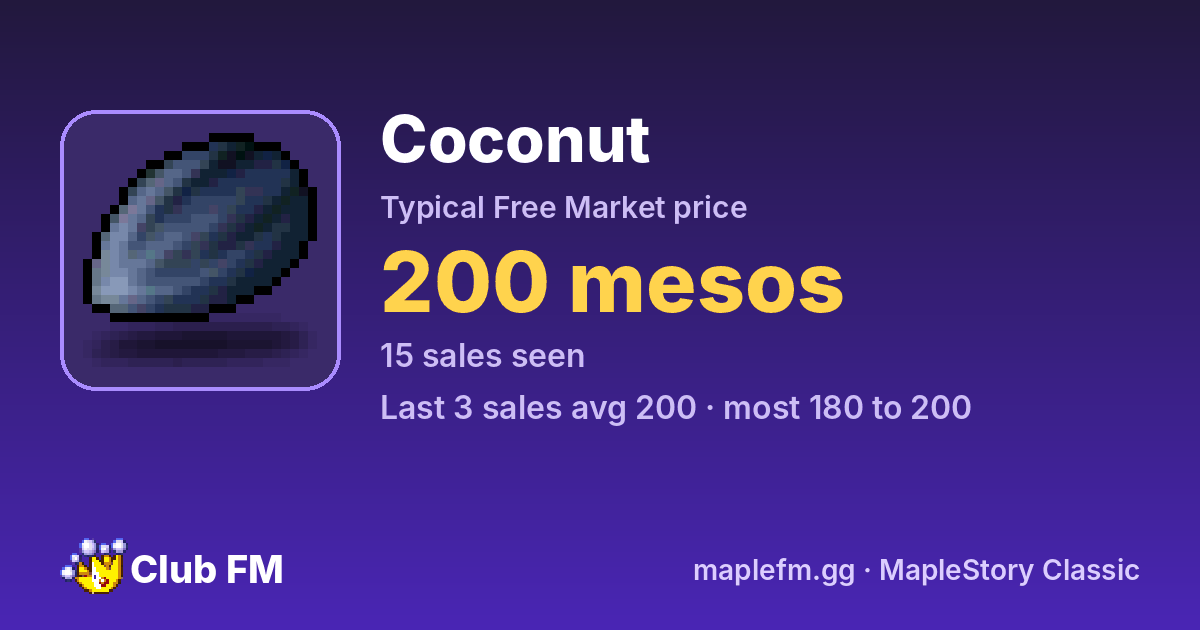 Coconut
Typical Free Market price
200 mesos
15 sales seen
Last 3 sales avg 200 · most 180 to 200
Club FM
maplefm.gg · MapleStory Classic